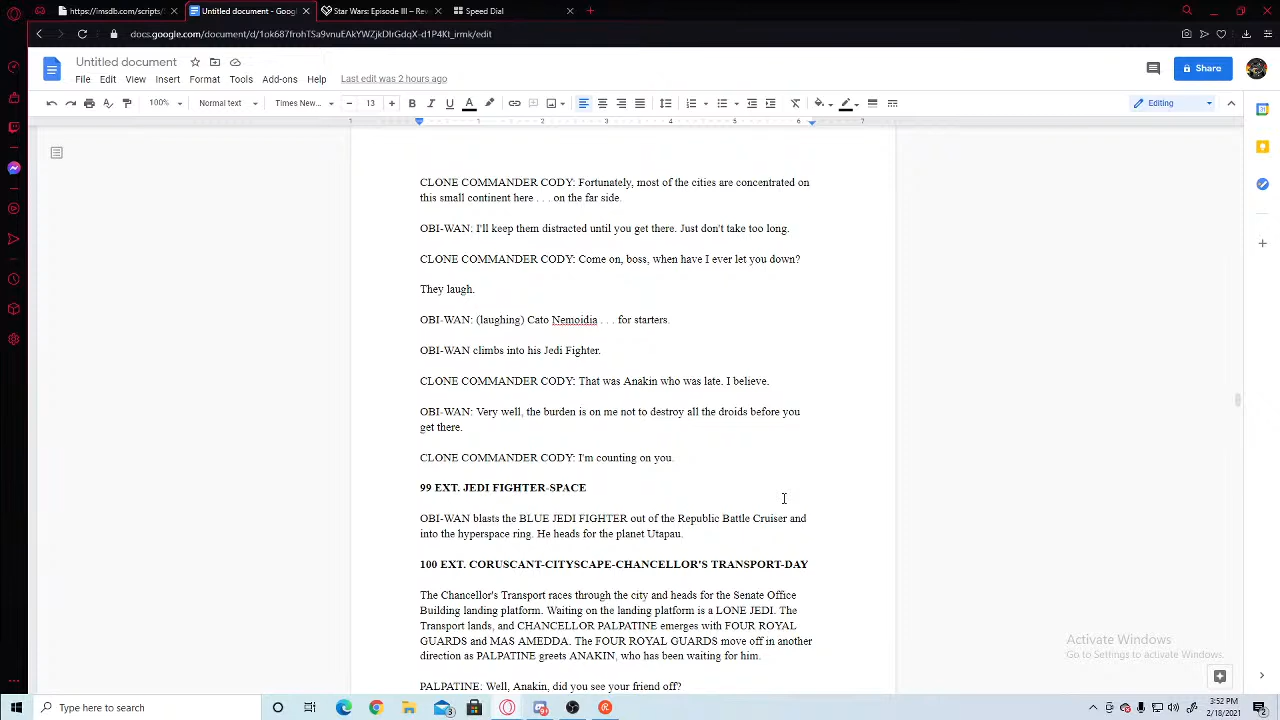 https://imsdb.com/scripts/S
Untitled document - Googl
Star Wars: Episode III – Rev
Speed Dial
docs.google.com/document/d/1ok687frohTSa9vnuEAkYWZjkDIrGdqX-d1P4Kt_irmk/edit
Untitled document
File Edit View Insert Format Tools Add-ons Help Last edit was 2 hours ago
Share
100% Normal text Times New... 13 B I U A Editing
1 1 2 3 4 5 6 7
CLONE COMMANDER CODY: Fortunately, most of the cities are concentrated on
this small continent here . . . on the far side.
OBI-WAN: I'll keep them distracted until you get there. Just don't take too long.
CLONE COMMANDER CODY: Come on, boss, when have I ever let you down?
They laugh.
OBI-WAN: (laughing) Cato Nemoidia . . . for starters.
OBI-WAN climbs into his Jedi Fighter.
CLONE COMMANDER CODY: That was Anakin who was late. I believe.
OBI-WAN: Very well, the burden is on me not to destroy all the droids before you
get there.
CLONE COMMANDER CODY: I'm counting on you.
99 EXT. JEDI FIGHTER-SPACE
OBI-WAN blasts the BLUE JEDI FIGHTER out of the Republic Battle Cruiser and
into the hyperspace ring. He heads for the planet Utapau.
100 EXT. CORUSCANT-CITYSCAPE-CHANCELLOR'S TRANSPORT-DAY
The Chancellor's Transport races through the city and heads for the Senate Office
Building landing platform. Waiting on the landing platform is a LONE JEDI. The
Transport lands, and CHANCELLOR PALPATINE emerges with FOUR ROYAL
GUARDS and MAS AMEDDA. The FOUR ROYAL GUARDS move off in another
direction as PALPATINE greets ANAKIN, who has been waiting for him.
PALPATINE: Well, Anakin, did you see your friend off?
Activate Windows
Go to Settings to activate Windows.
Type here to search
3:52 PM
2/18/2021